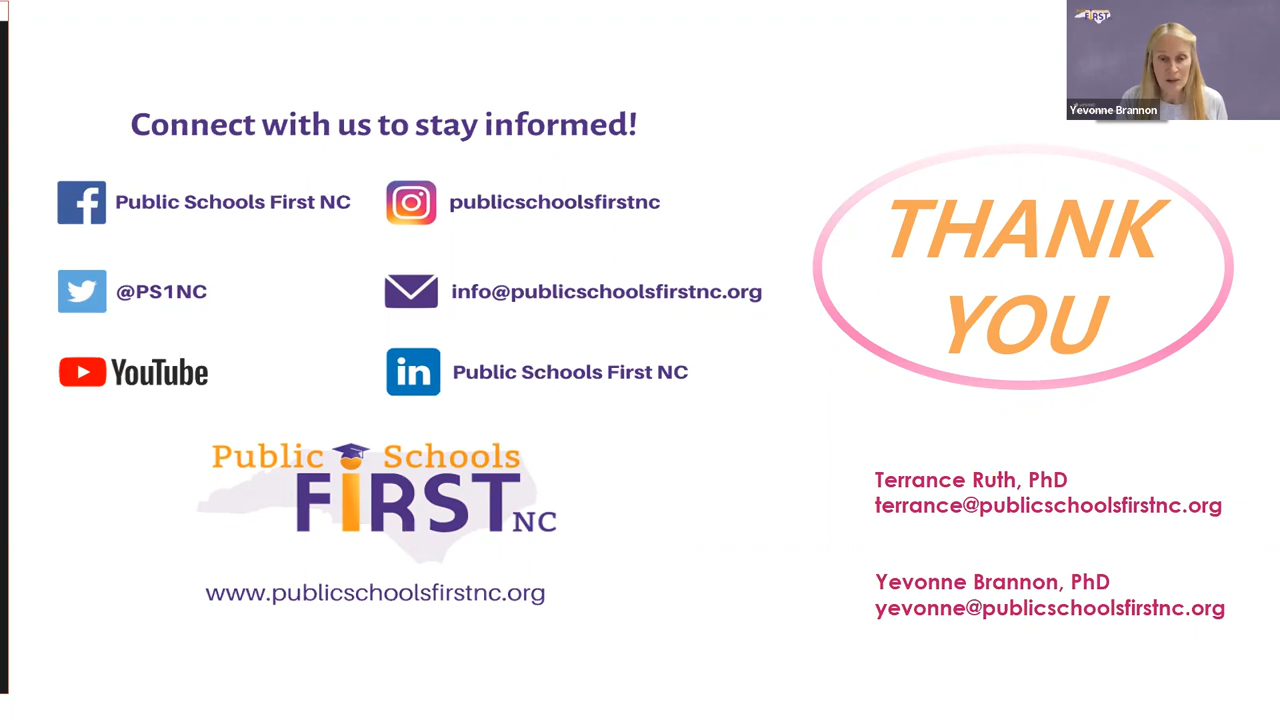 FIRST
Yevonne Brannon
Connect with us to stay informed!
Public Schools First NC
publicschoolsfirstnc
@PS1NC
info@publicschoolsfirstnc.org
YouTube
in
Public Schools First NC
Public Schools
FiRST NC
www.publicschoolsfirstnc.org
THANK
YOU
Terrance Ruth, PhD
terrance@publicschoolsfirstnc.org
Yevonne Brannon, PhD
yevonne@publicschoolsfirstnc.org